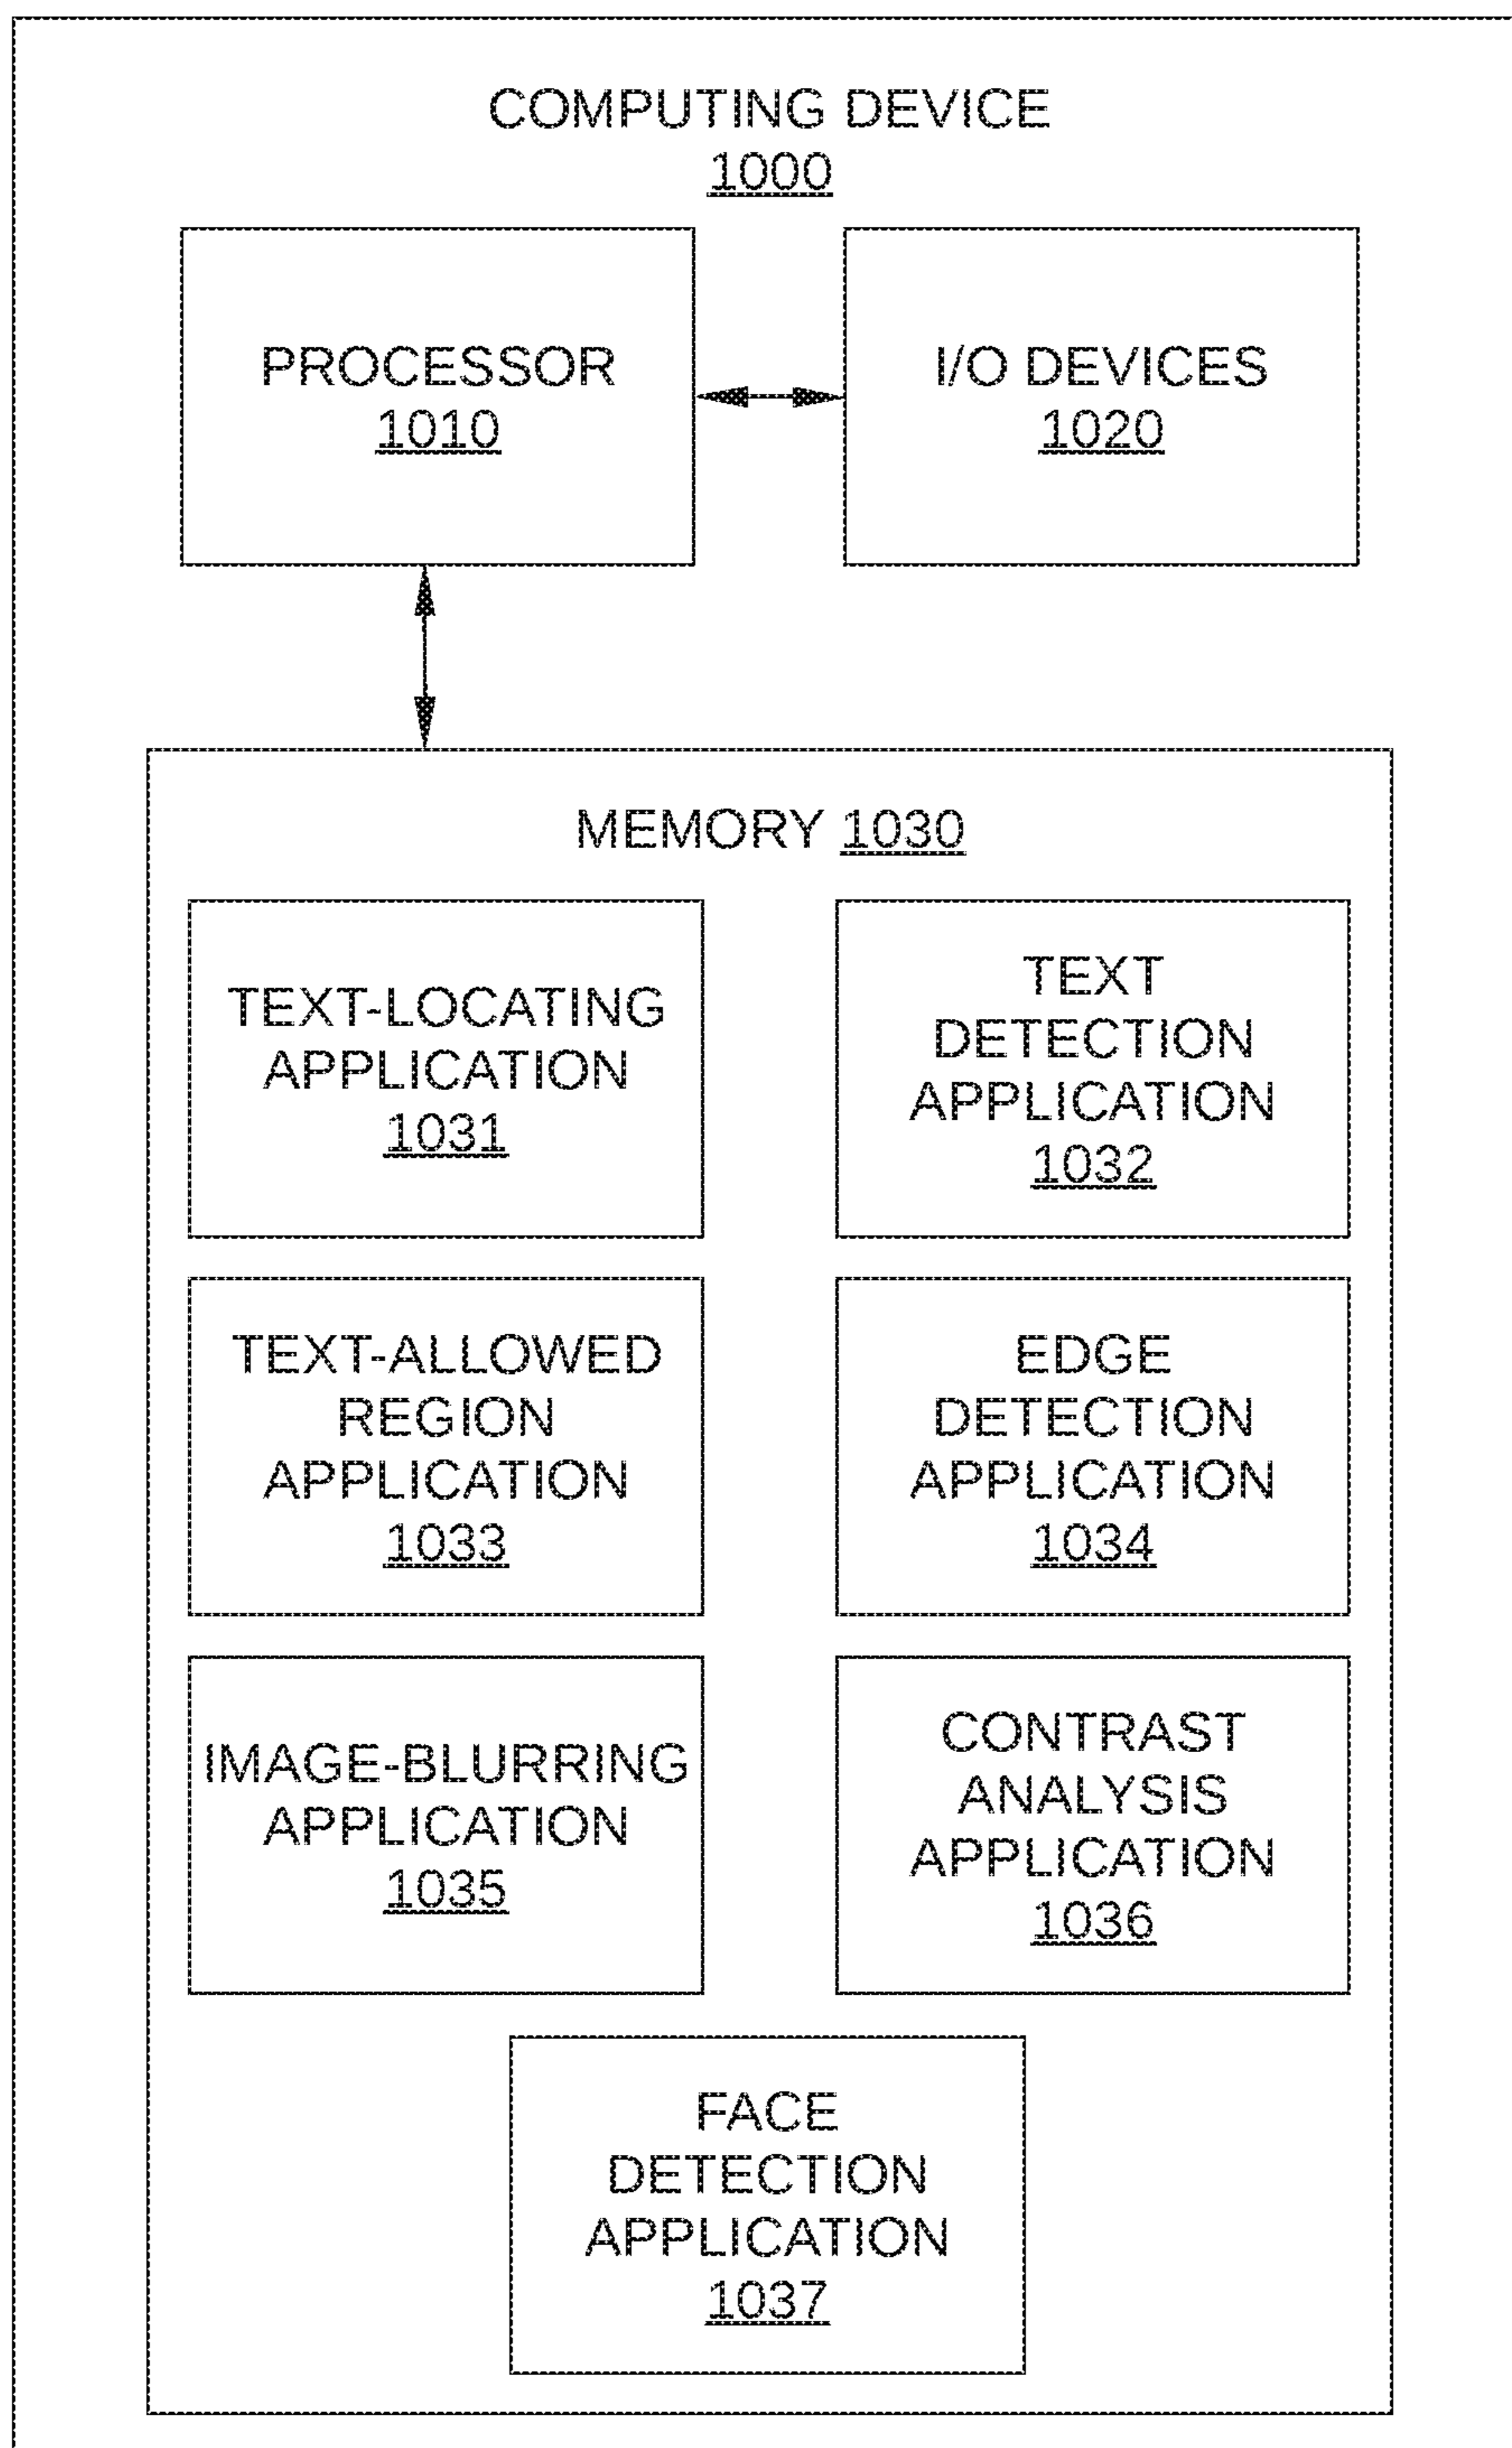 COMPUTING DEVICE
1000
PROCESSOR
1010
I/O DEVICES
1020
MEMORY 1030
TEXT-LOCATING
APPLICATION
1031
TEXT
DETECTION
APPLICATION
1032
TEXT-ALLOWED
REGION
APPLICATION
1033
EDGE
DETECTION
APPLICATION
1034
IMAGE-BLURRING
APPLICATION
1035
CONTRAST
ANALYSIS
APPLICATION
1036
FACE
DETECTION
APPLICATION
1037